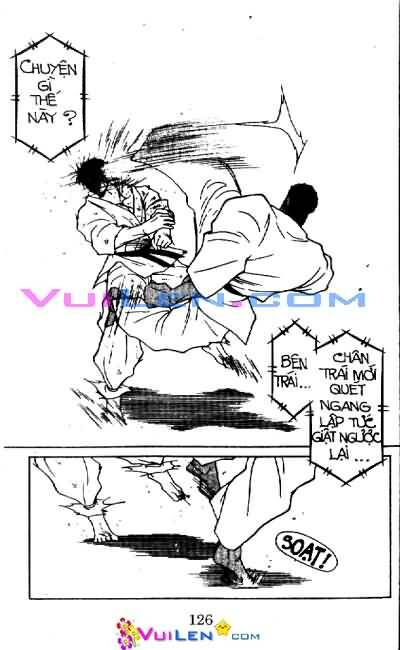 CHUYỆN
GÌ
THẾ
NÀY?
VUILEN.COM
BÊN
TRÁI...
CHÂN
TRÁI MỚI
QUÉT
NGANG
LẬP TỨC
GIẬT NGƯỢC
LẠI...
SOẠT!
126
VUILEN.COM